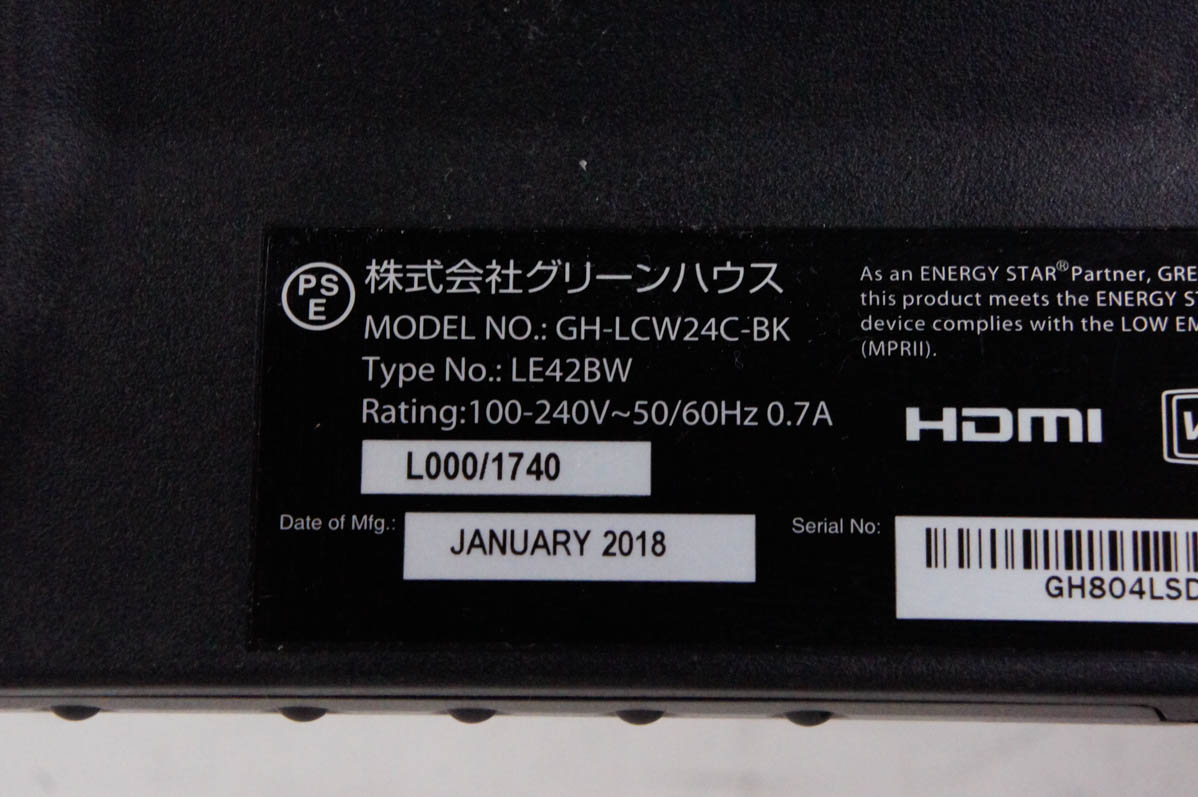 PS
E
株式会社グリーンハウス
MODEL NO.: GH-LCW24C-BK
Type No.: LE42BW
Rating:100-240V~50/60Hz 0.7A
L000/1740
Date of Mfg.:
JANUARY 2018
As an ENERGY STAR® Partner, GRE
this product meets the ENERGY S
device complies with the LOW EM
(MPRII).
HDMI
Serial No:
GH804LSD